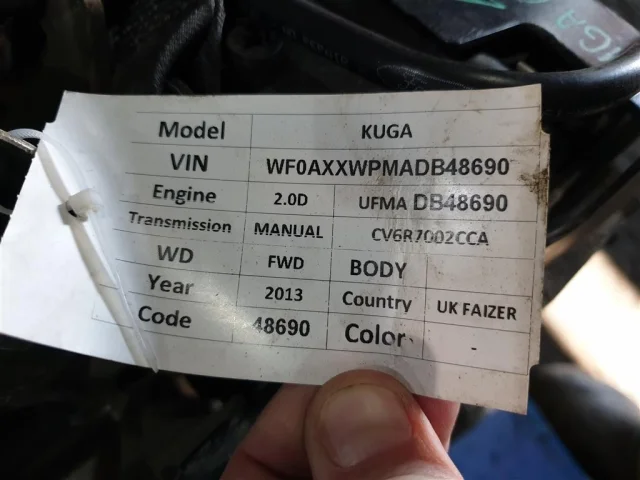 Model KUGA
VIN WF0AXXWPMADB48690
Engine 2.0D UFMA DB48690
Transmission MANUAL CV6R7002CCA
WD FWD BODY
Year 2013 Country UK FAIZER
Code 48690 Color -